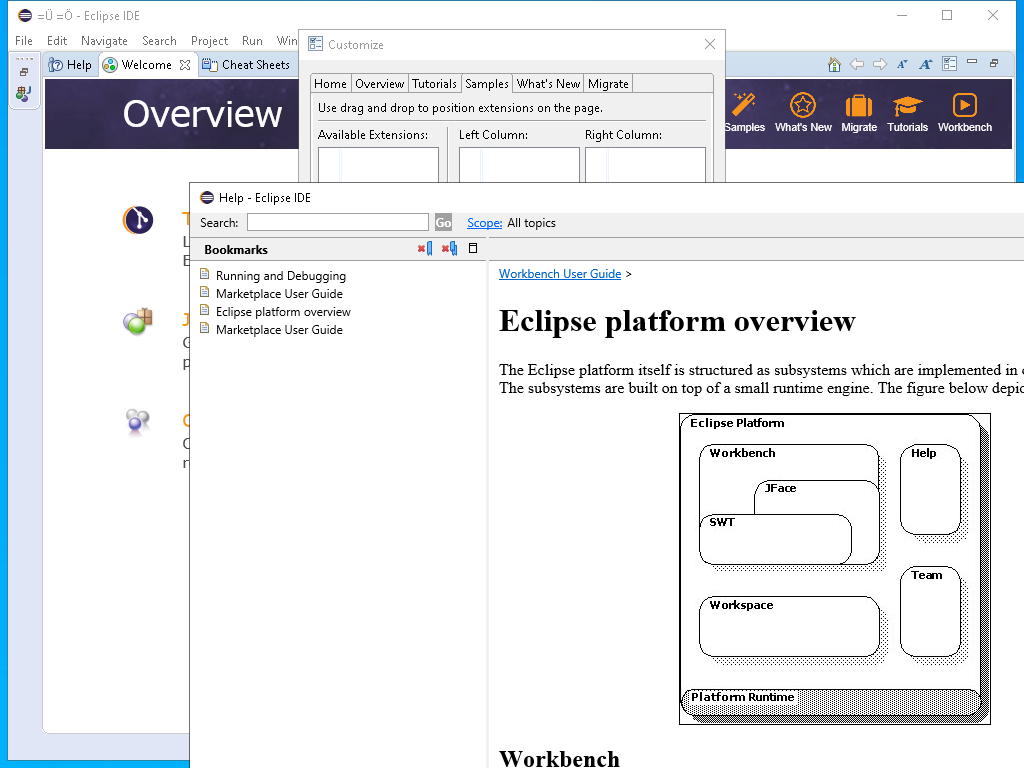 =Ü =Ö - Eclipse IDE
File Edit Navigate Search Project Run Win
Customize
Help Welcome Cheat Sheets
Home Overview Tutorials Samples What's New Migrate
Use drag and drop to position extensions on the page.
Available Extensions: Left Column: Right Column:
Overview
Samples What's New Migrate Tutorials Workbench
Help - Eclipse IDE
Search: Go Scope: All topics
Bookmarks
Running and Debugging
Marketplace User Guide
Eclipse platform overview
Marketplace User Guide
Workbench User Guide >
Eclipse platform overview
The Eclipse platform itself is structured as subsystems which are implemented in
The subsystems are built on top of a small runtime engine. The figure below depic
Eclipse Platform
Workbench
Help
JFace
SWT
Team
Workspace
Platform Runtime
Workbench